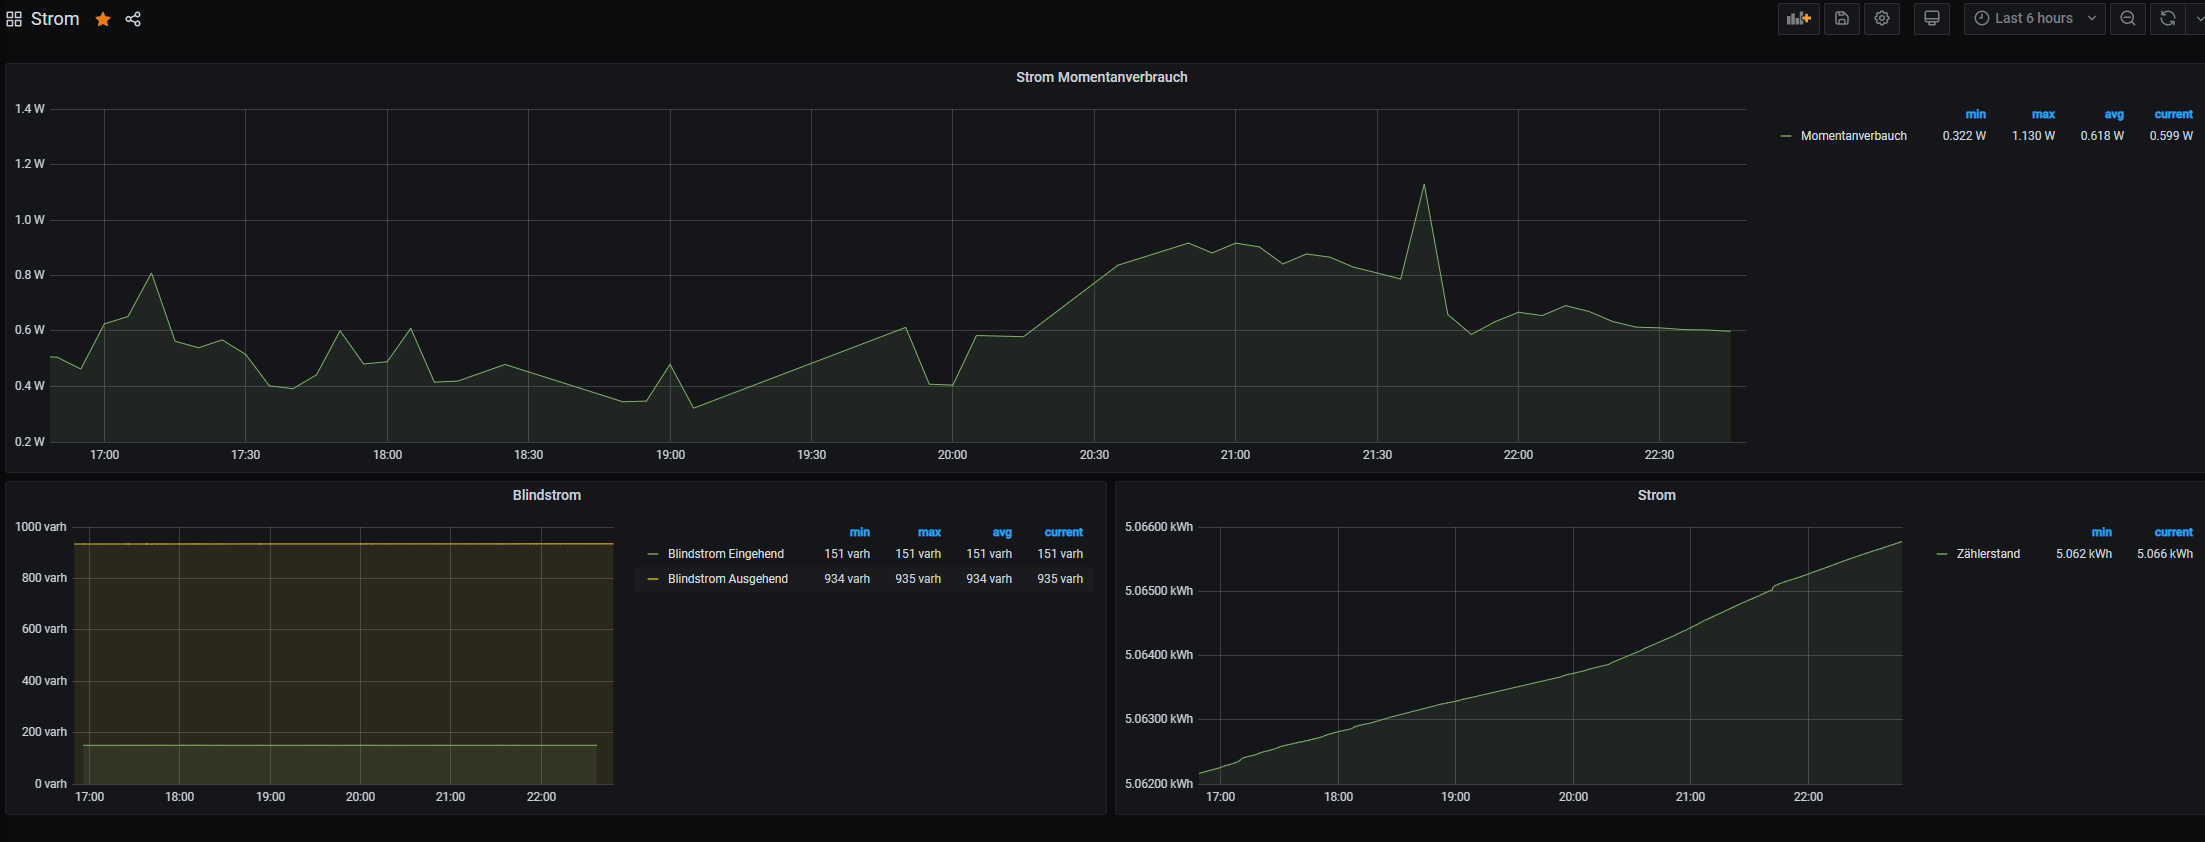 Strom
Last 6 hours
Strom Momentanverbrauch
1.4 W
1.2 W
1.0 W
0.8 W
0.6 W
0.4 W
0.2 W
17:00 17:30 18:00 18:30 19:00 19:30 20:00 20:30 21:00 21:30 22:00 22:30
min max avg current
Momentanverbauch 0.322 W 1.130 W 0.618 W 0.599 W
Blindstrom
1000 varh
800 varh
600 varh
400 varh
200 varh
0 varh
17:00 18:00 19:00 20:00 21:00 22:00
min max avg current
Blindstrom Eingehend 151 varh 151 varh 151 varh 151 varh
Blindstrom Ausgehend 934 varh 935 varh 934 varh 935 varh
Strom
5.06600 kWh
5.06500 kWh
5.06400 kWh
5.06300 kWh
5.06200 kWh
17:00 18:00 19:00 20:00 21:00 22:00
min current
Zählerstand 5.062 kWh 5.066 kWh